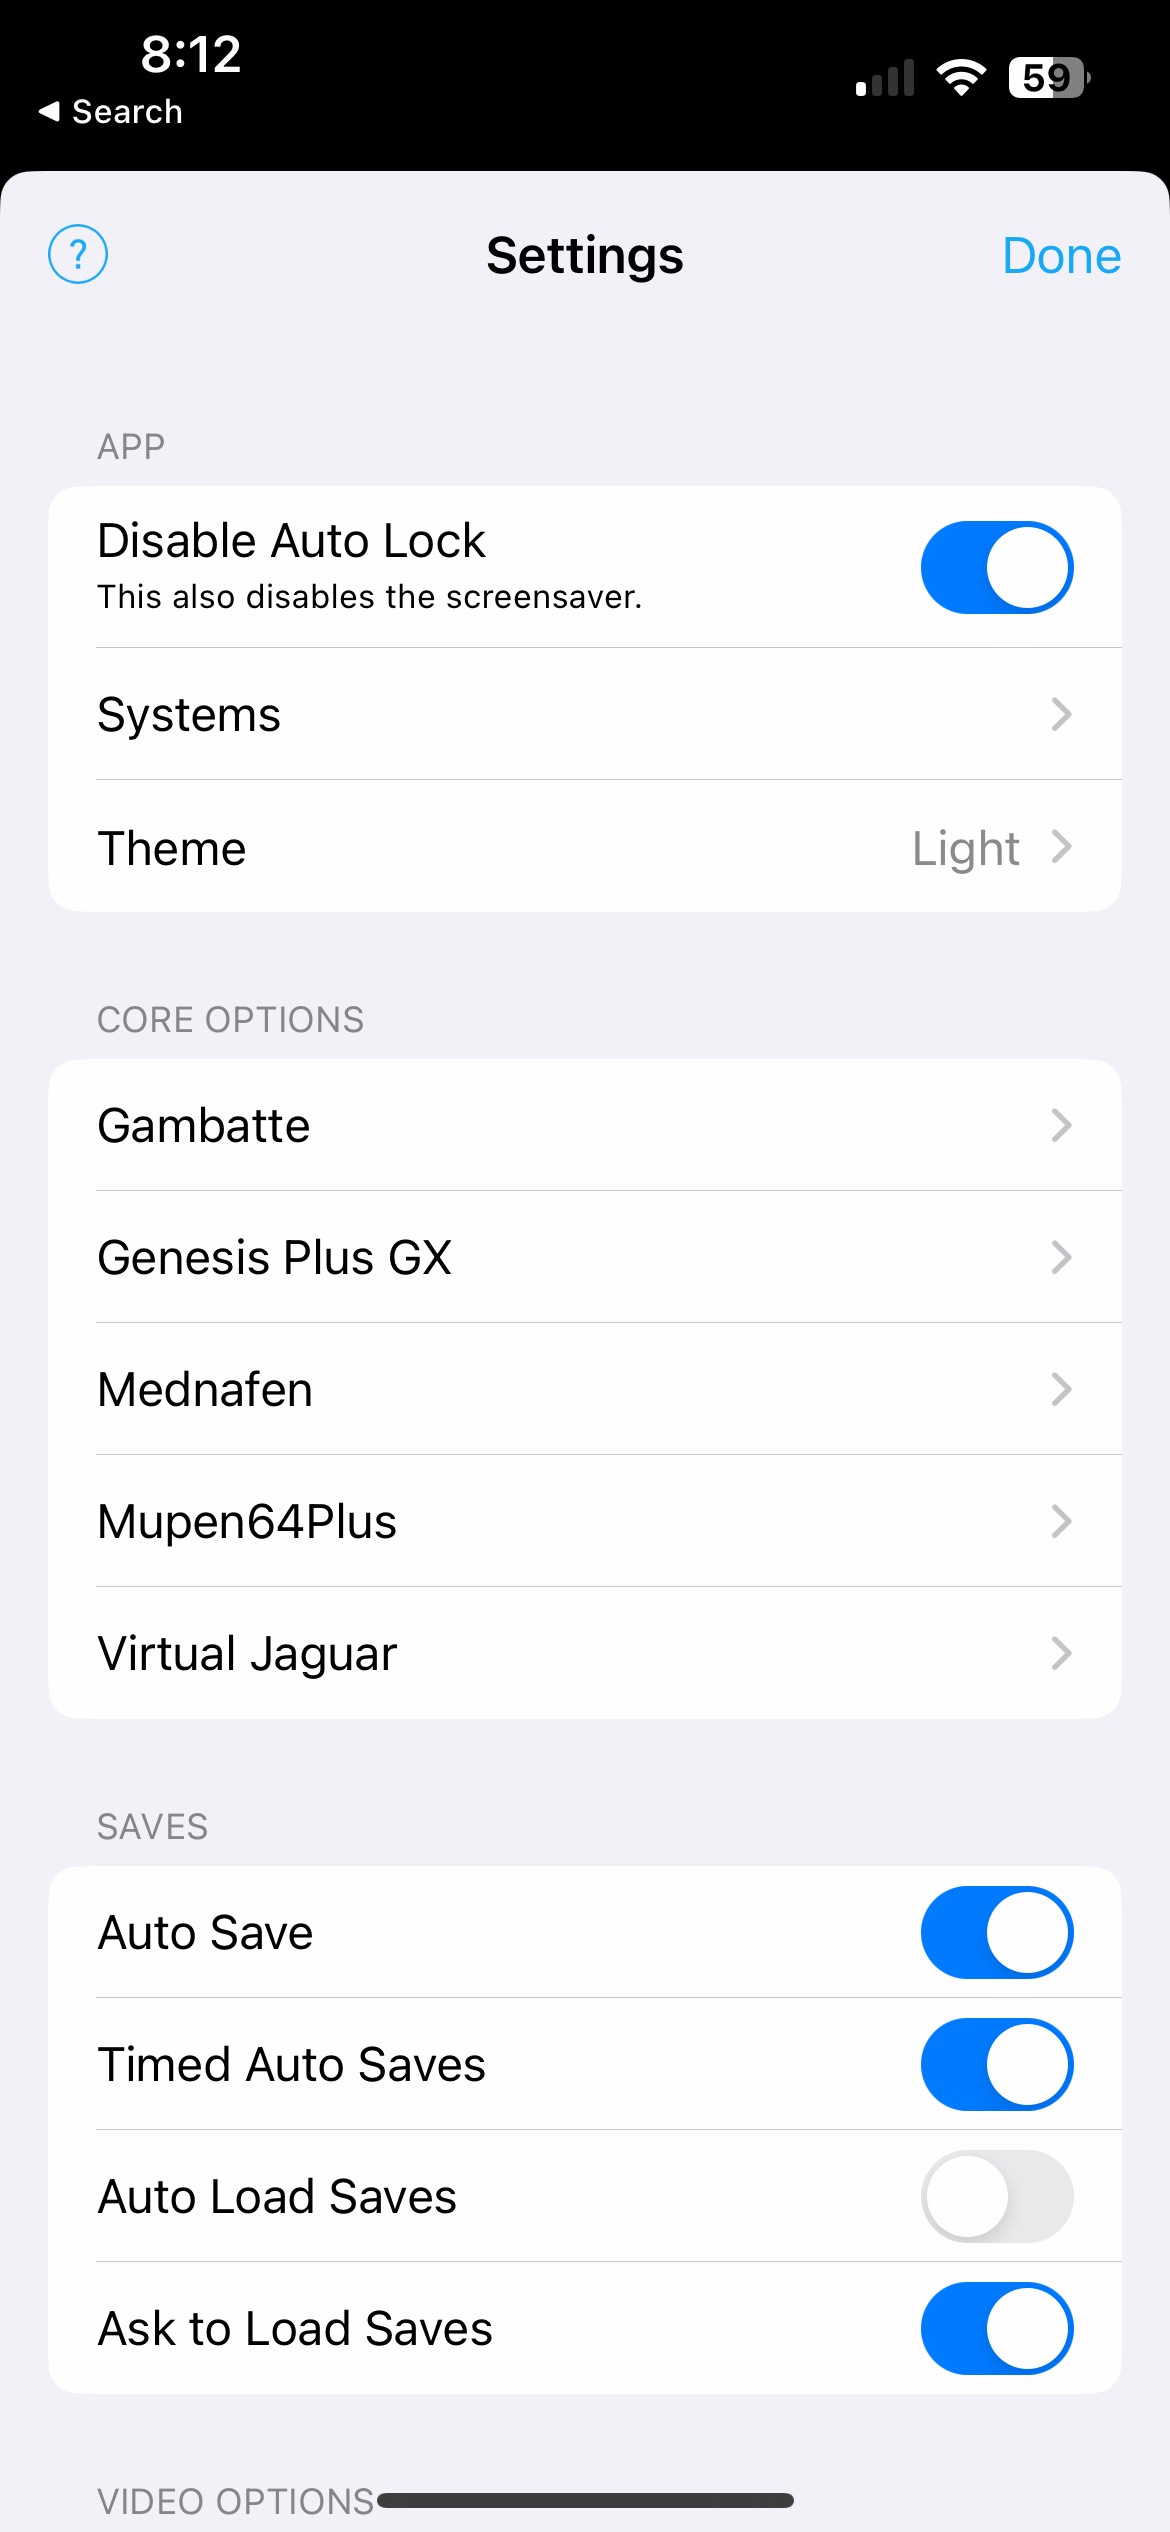 8:12
59
◀ Search
?
Settings
Done
APP
Disable Auto Lock
This also disables the screensaver.
Systems
Theme
Light
CORE OPTIONS
Gambatte
Genesis Plus GX
Mednafen
Mupen64Plus
Virtual Jaguar
SAVES
Auto Save
Timed Auto Saves
Auto Load Saves
Ask to Load Saves
VIDEO OPTIONS